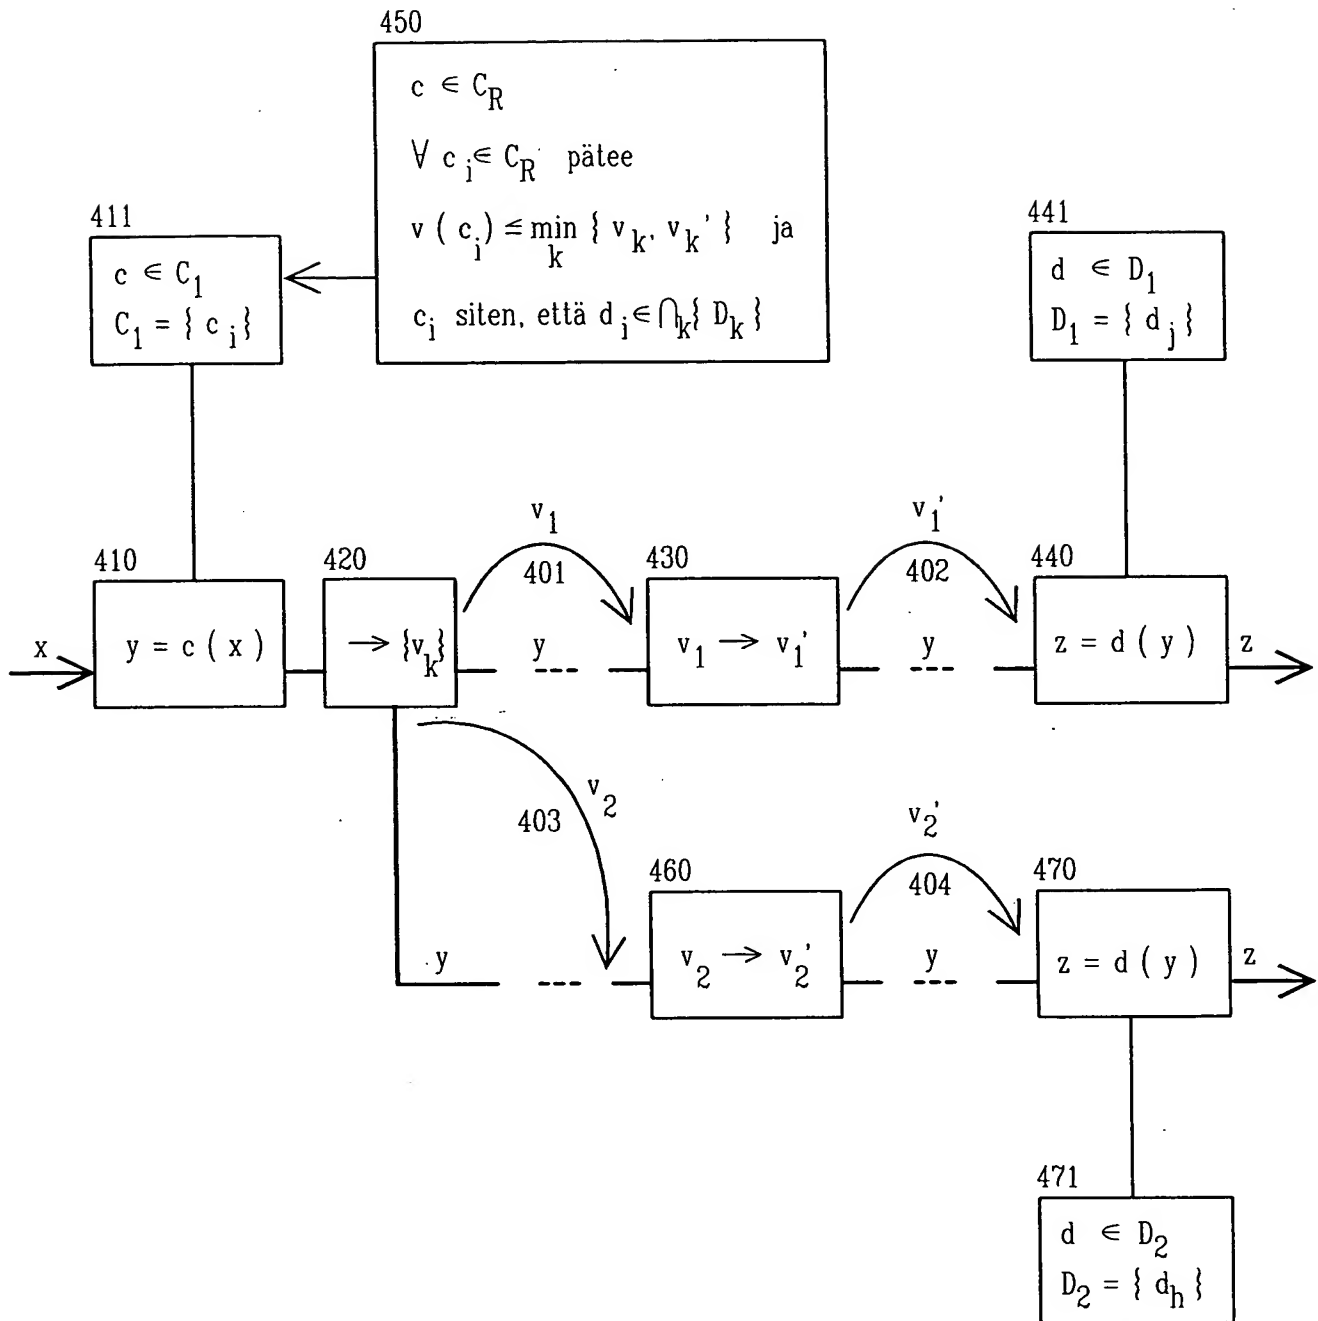 450
c ∈ C_R
∀ c_i ∈ C_R pätee
v ( c_i ) ≤ min_k { v_k, v_k' } ja
c_i siten, että d_j ∈ ⋂_k { D_k }
411
c ∈ C_1
C_1 = { c_i }
441
d ∈ D_1
D_1 = { d_j }
410
y = c ( x )
x
420
→ {v_k}
v_1
401
y
430
v_1 → v_1'
v_1'
402
y
440
z = d ( y )
z
v_2
403
y
460
v_2 → v_2'
v_2'
404
y
470
z = d ( y )
z
471
d ∈ D_2
D_2 = { d_h }